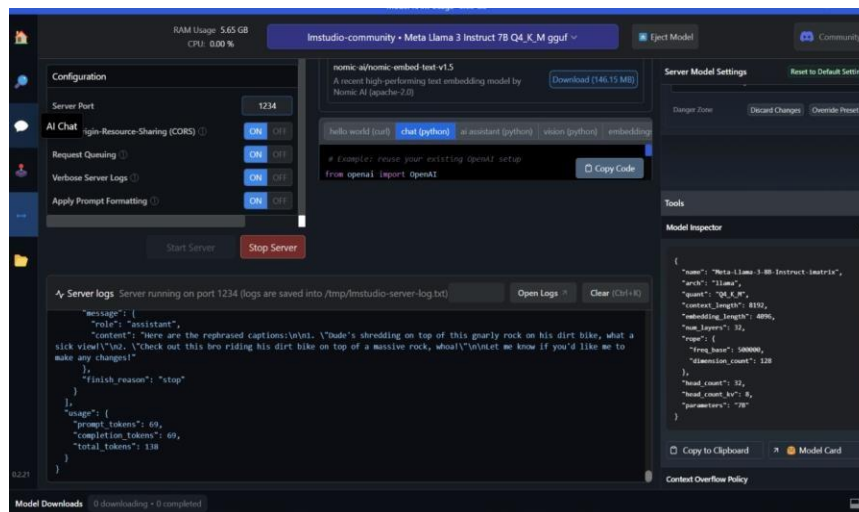 RAM Usage 5.65 GB
CPU: 0.00 %
lmstudio-community • Meta Llama 3 Instruct 7B Q4_K_M gguf
Eject Model
Community
Configuration
Server Port 1234
AI Chat
igin-Resource-Sharing (CORS) ON OFF
Request Queuing ON OFF
Verbose Server Logs ON OFF
Apply Prompt Formatting ON OFF
Start Server Stop Server
nomic-ai/nomic-embed-text-v1.5
A recent high-performing text embedding model by
Nomic AI (apache-2.0)
Download (146.15 MB)
hello world (curl) chat (python) ai assistant (python) vision (python) embedding
# Example: reuse your existing OpenAI setup
from openai import OpenAI
Copy Code
Server logs Server running on port 1234 (logs are saved into /tmp/lmstudio-server-log.txt)
Open Logs Clear (Ctrl+K)
"message": {
"role": "assistant",
"content": "Here are the rephrased captions:\n\n1. \"Dude's shredding on top of this gnarly rock on his dirt bike, what a
sick view!\"\n2. \"Check out this bro riding his dirt bike on top of a massive rock, whoa!\"\n\nLet me know if you'd like me to
make any changes!"
},
"finish_reason": "stop"
}
],
"usage": {
"prompt_tokens": 69,
"completion_tokens": 69,
"total_tokens": 138
}
}
Server Model Settings Reset to Default Settin
Danger Zone Discard Changes Override Preset
Tools
Model Inspector
{
"name": "Meta-Llama-3-8B-Instruct-imatrix",
"arch": "llama",
"quant": "Q4_K_M",
"context_length": 8192,
"embedding_length": 4096,
"num_layers": 32,
"rope": {
"freq_base": 500000,
"dimension_count": 128
},
"head_count": 32,
"head_count_kv": 8,
"parameters": "7B"
}
Copy to Clipboard Model Card
Context Overflow Policy
0.2.21
Model Downloads 0 downloading • 0 completed